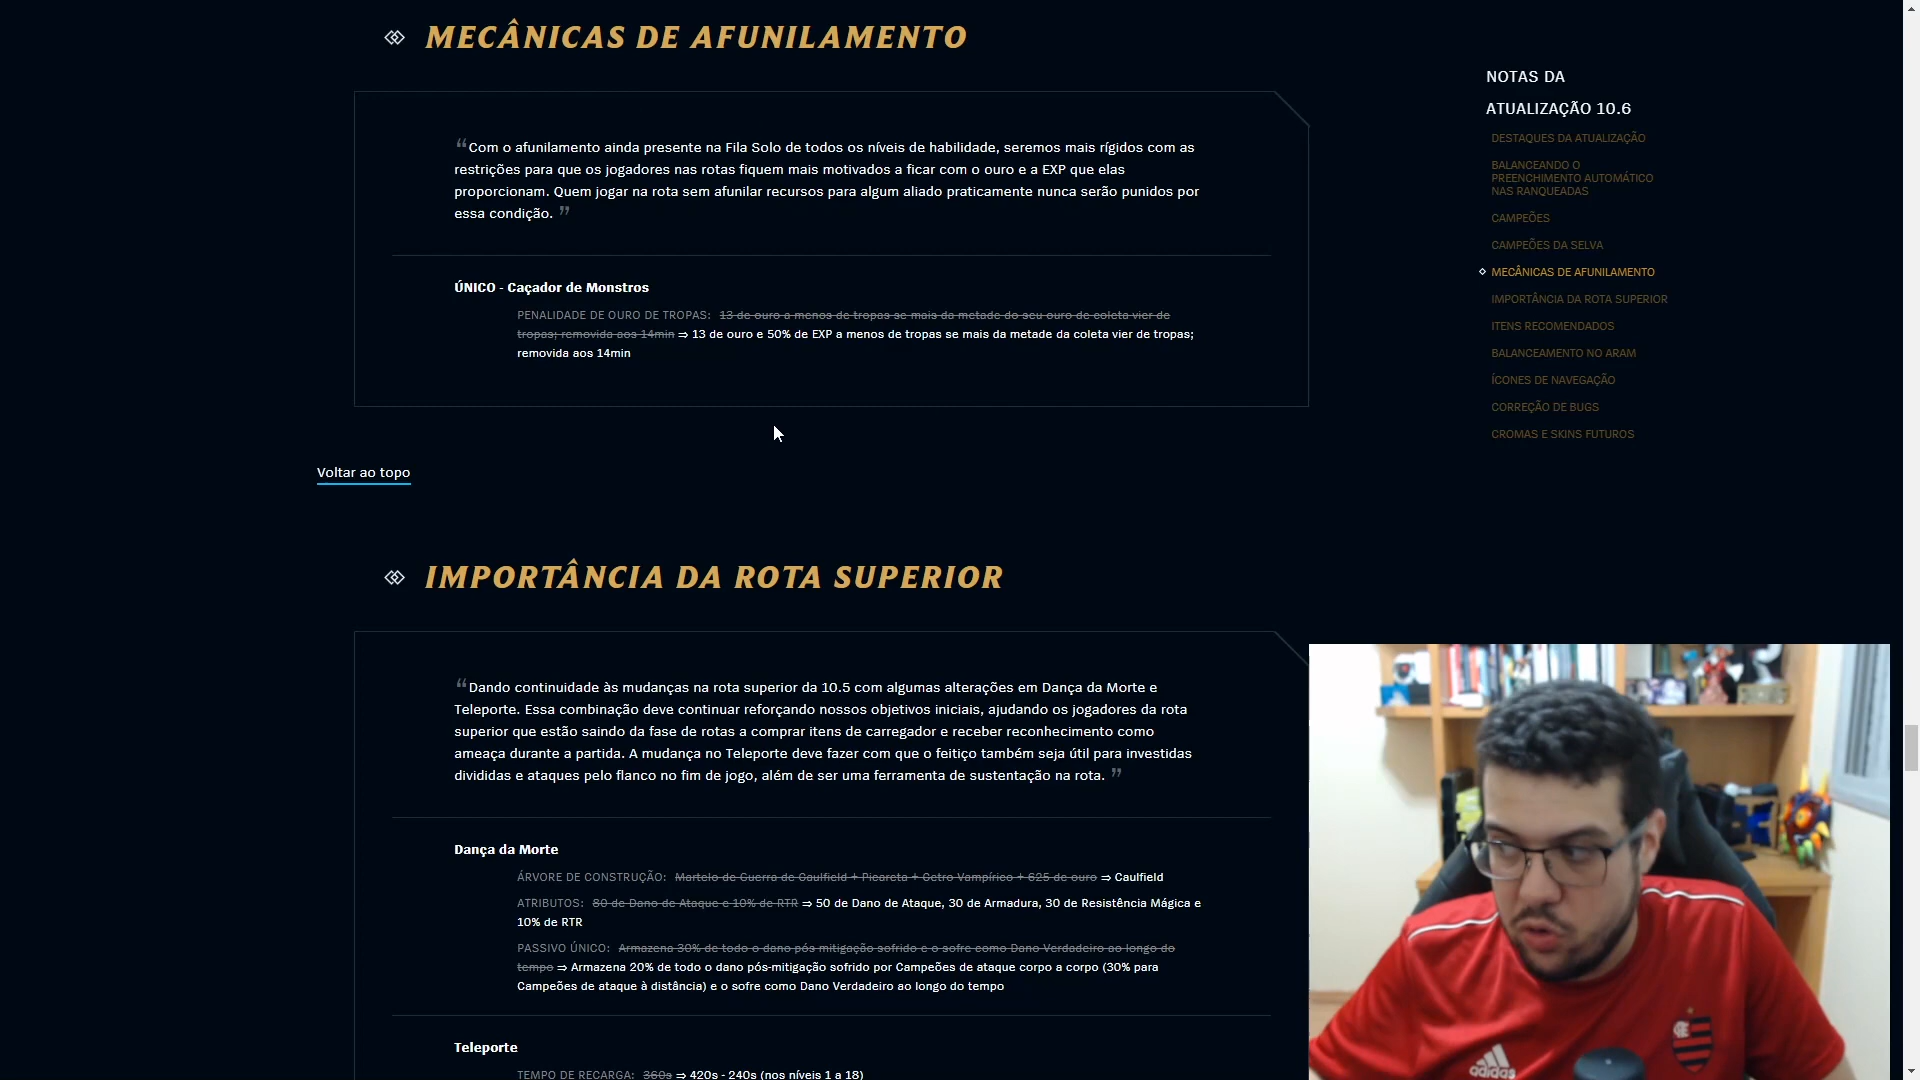 MECÂNICAS DE AFUNILAMENTO
“Com o afunilamento ainda presente na Fila Solo de todos os níveis de habilidade, seremos mais rígidos com as
restrições para que os jogadores nas rotas fiquem mais motivados a ficar com o ouro e a EXP que elas
proporcionam. Quem jogar na rota sem afunilar recursos para algum aliado praticamente nunca serão punidos por
essa condição. ”
ÚNICO - Caçador de Monstros
PENALIDADE DE OURO DE TROPAS: 13 de ouro a menos de tropas se mais da metade do seu ouro de coleta vier de
tropas; removida aos 14min ⇒ 13 de ouro e 50% de EXP a menos de tropas se mais da metade da coleta vier de tropas;
removida aos 14min
Voltar ao topo
IMPORTÂNCIA DA ROTA SUPERIOR
“Dando continuidade às mudanças na rota superior da 10.5 com algumas alterações em Dança da Morte e
Teleporte. Essa combinação deve continuar reforçando nossos objetivos iniciais, ajudando os jogadores da rota
superior que estão saindo da fase de rotas a comprar itens de carregador e receber reconhecimento como
ameaça durante a partida. A mudança no Teleporte deve fazer com que o feitiço também seja útil para investidas
divididas e ataques pelo flanco no fim de jogo, além de ser uma ferramenta de sustentação na rota. ”
Dança da Morte
ÁRVORE DE CONSTRUÇÃO: Martelo de Guerra de Caulfield + Picareta + Cetro Vampírico + 625 de ouro ⇒ Caulfield
ATRIBUTOS: 80 de Dano de Ataque e 10% de RTR ⇒ 50 de Dano de Ataque, 30 de Armadura, 30 de Resistência Mágica e
10% de RTR
PASSIVO ÚNICO: Armazena 30% de todo o dano pós-mitigação sofrido e o sofre como Dano Verdadeiro ao longo do
tempo ⇒ Armazena 20% de todo o dano pós-mitigação sofrido por Campeões de ataque corpo a corpo (30% para
Campeões de ataque à distância) e o sofre como Dano Verdadeiro ao longo do tempo
Teleporte
TEMPO DE RECARGA: 360s ⇒ 420s - 240s (nos níveis 1 a 18)
NOTAS DA
ATUALIZAÇÃO 10.6
DESTAQUES DA ATUALIZAÇÃO
BALANCEANDO O
PREENCHIMENTO AUTOMÁTICO
NAS RANQUEADAS
CAMPEÕES
CAMPEÕES DA SELVA
MECÂNICAS DE AFUNILAMENTO
IMPORTÂNCIA DA ROTA SUPERIOR
ITENS RECOMENDADOS
BALANCEAMENTO NO ARAM
ÍCONES DE NAVEGAÇÃO
CORREÇÃO DE BUGS
CROMAS E SKINS FUTUROS
adidas